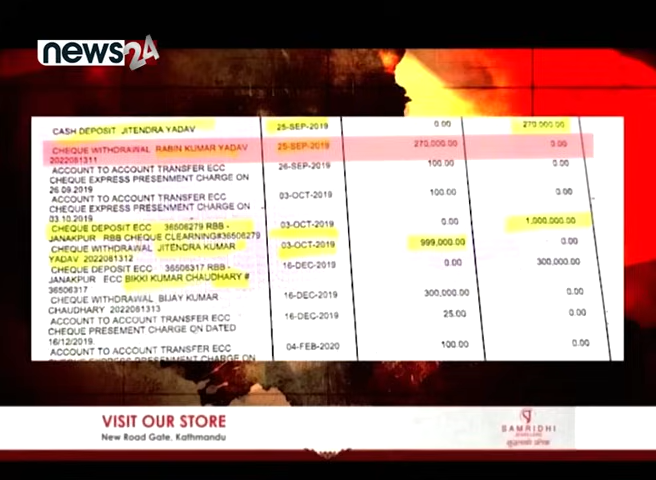 news24
CASH DEPOSIT JITENDRA YADAV 25-SEP-2019 0.00 270,000.00
CHEQUE WITHDRAWAL RABIN KUMAR YADAV 25-SEP-2019 270,000.00 0.00
2022081311
ACCOUNT TO ACCOUNT TRANSFER ECC 26-SEP-2019 100.00 0.00
CHEQUE EXPRESS PRESENMENT CHARGE ON
26.09.2019
ACCOUNT TO ACCOUNT TRANSFER ECC 03-OCT-2019 100.00 0.00
CHEQUE EXPRESS PRESENMENT CHARGE ON
03.10.2019
CHEQUE DEPOSIT ECC 36506279 RBB - 03-OCT-2019 0.00 1,000,000.00
JANAKPUR RBB CHEQUE CLEARNING#36506279
CHEQUE WITHDRAWAL JITENDRA KUMAR 03-OCT-2019 999,000.00 0.00
YADAV 2022081312
CHEQUE DEPOSIT ECC 36506317 RBB - 16-DEC-2019 0.00 300,000.00
JANAKPUR ECC BIKKI KUMAR CHAUDHARY #
36506317
CHEQUE WITHDRAWAL BIJAY KUMAR 16-DEC-2019 300,000.00 0.00
CHAUDHARY 2022081313
ACCOUNT TO ACCOUNT TRANSFER ECC 16-DEC-2019 25.00 0.00
CHEQUE PRESEMENT CHARGE ON DATED
16/12/2019.
ACCOUNT TO ACCOUNT TRANSFER ECC 04-FEB-2020 100.00 0.00
CHEQUE EXPRESS PRESENMENT CHARGE ON
VISIT OUR STORE
New Road Gate, Kathmandu
SAMRIDHI